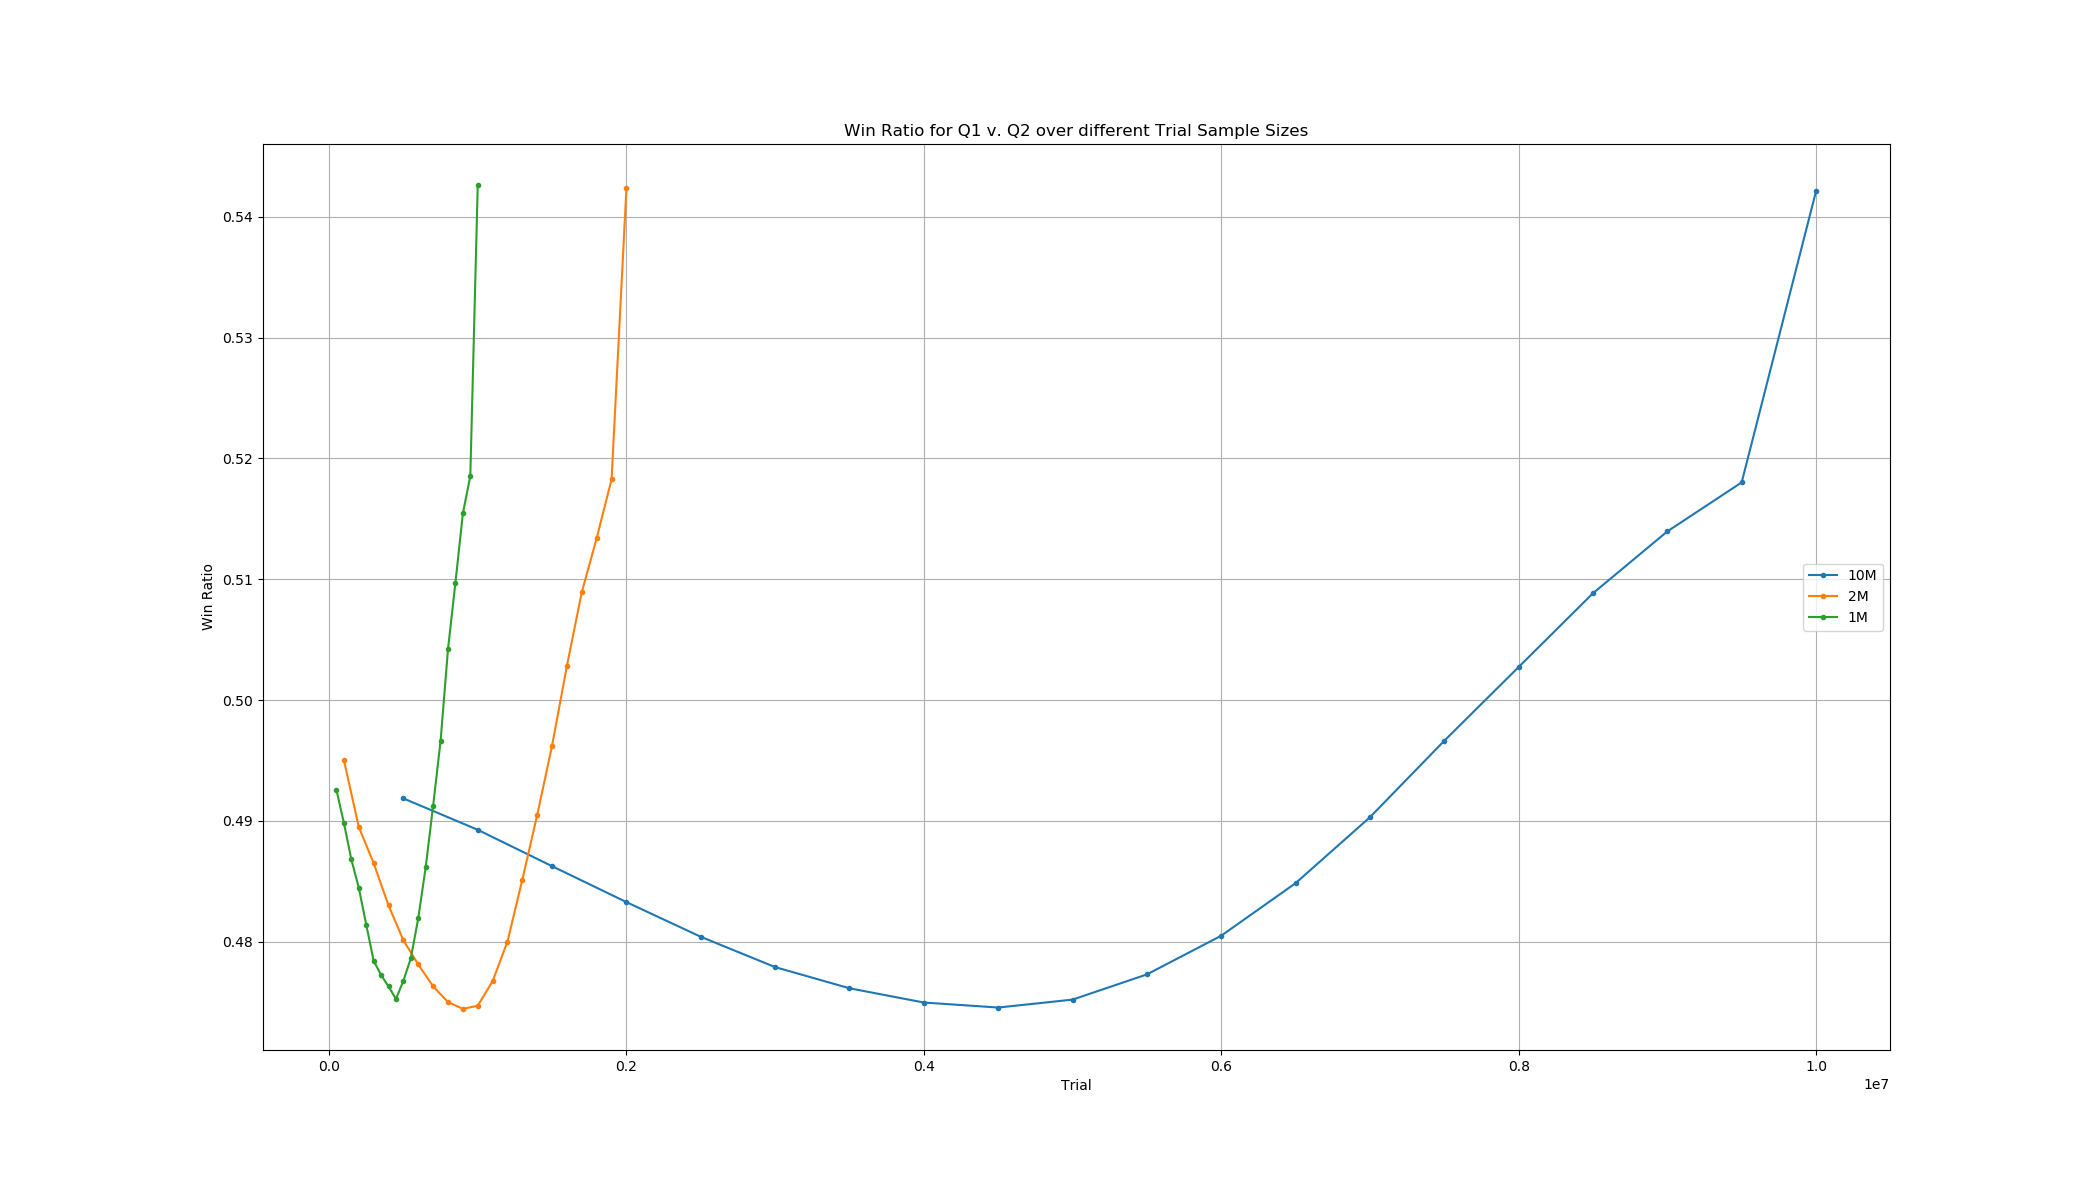 Win Ratio for Q1 v. Q2 over different Trial Sample Sizes
0.54
0.53
0.52
0.51
0.50
0.49
0.48
Win Ratio
10M
2M
1M
0.0 0.2 0.4 0.6 0.8 1.0
1e7
Trial